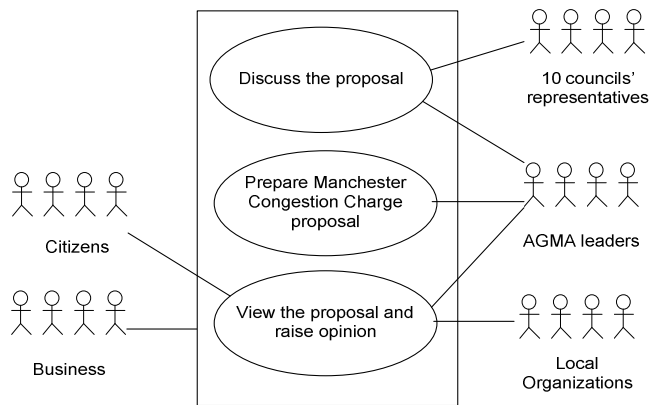 Discuss the proposal
10 councils'
representatives
Prepare Manchester
Congestion Charge
proposal
Citizens
AGMA leaders
View the proposal and
raise opinion
Business
Local
Organizations